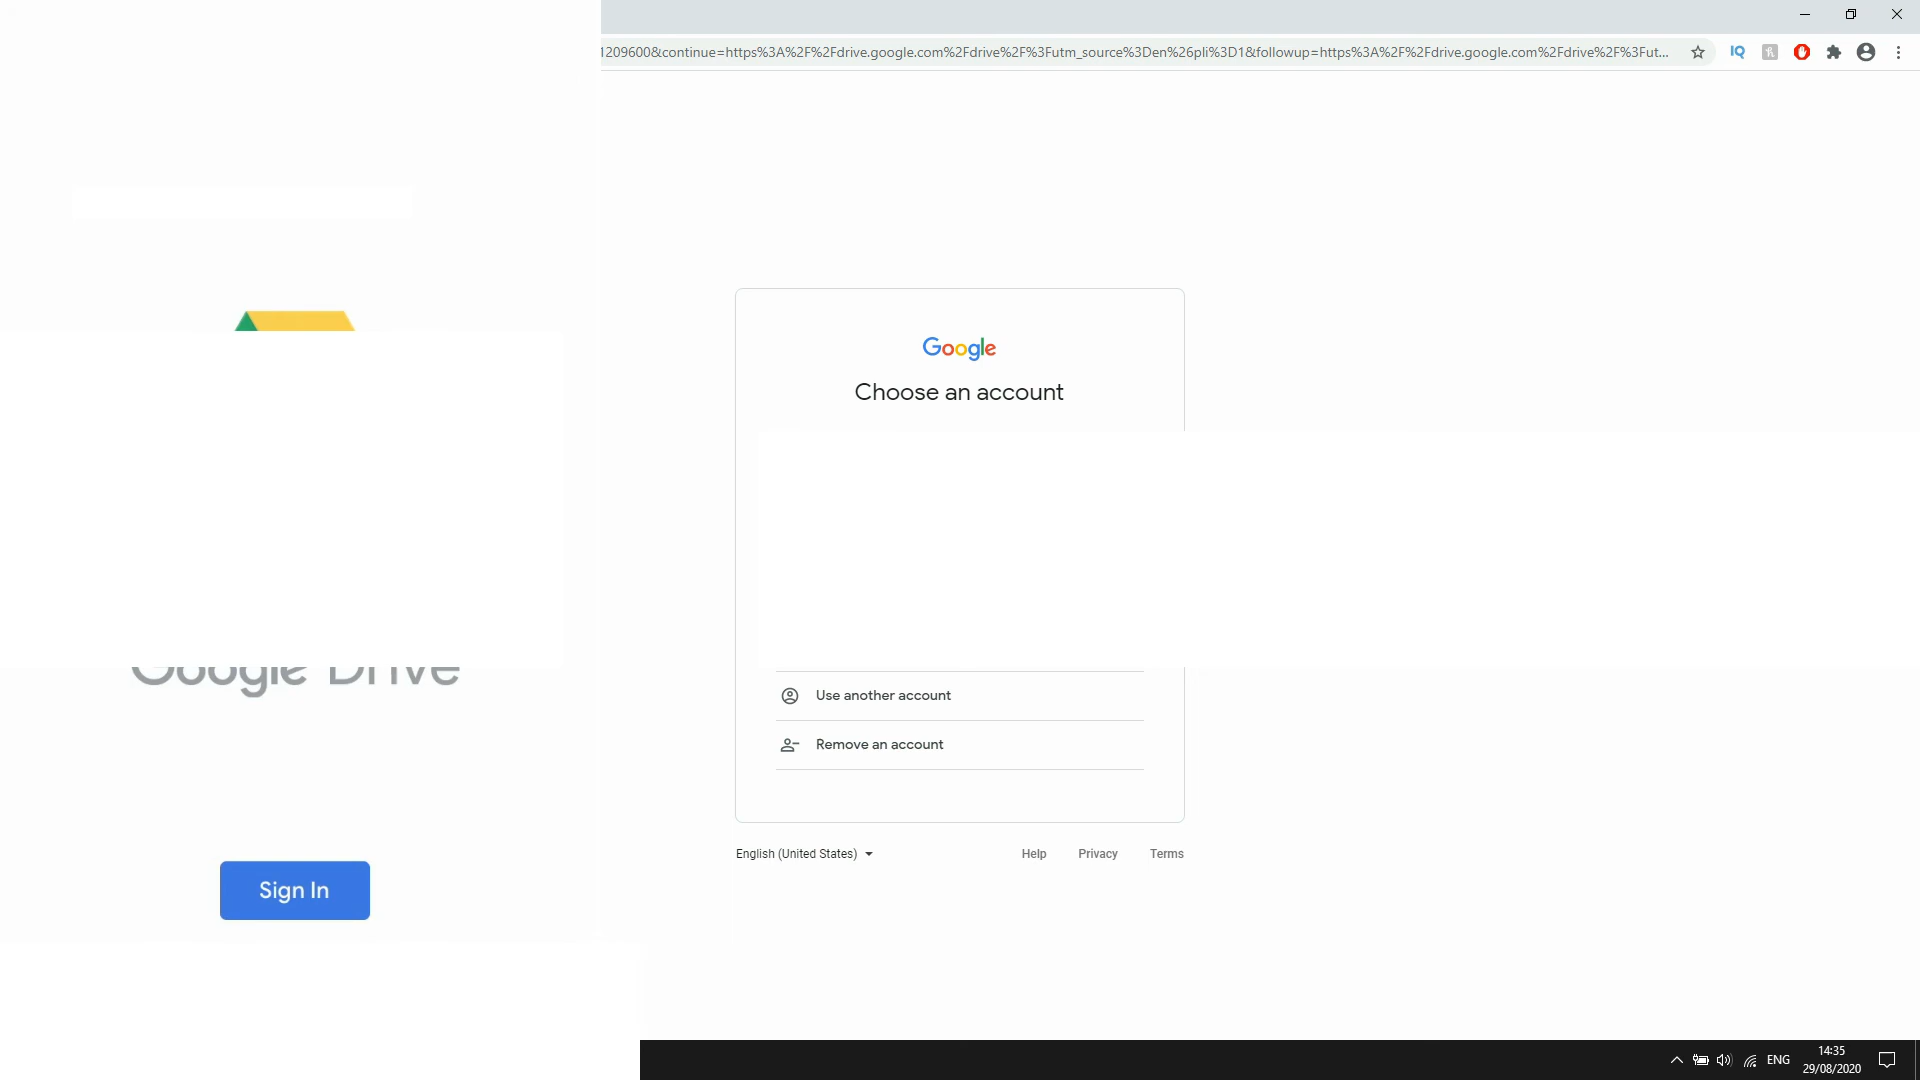 1209600&continue=https%3A%2F%2Fdrive.google.com%2Fdrive%2F%3Futm_source%3Den%26pli%3D1&followup=https%3A%2F%2Fdrive.google.com%2Fdrive%2F%3Fut...
IQ
Google
Choose an account
Google Drive
Use another account
Remove an account
English (United States)
Help
Privacy
Terms
Sign In
ENG
14:35
29/08/2020